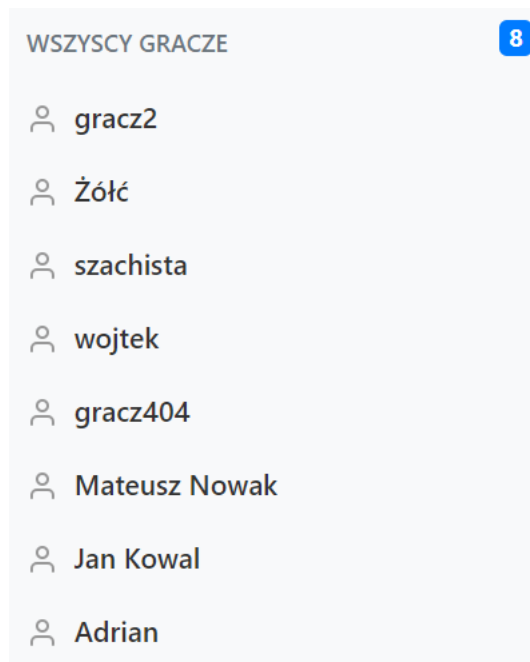 WSZYSCY GRACZE 8
gracz2
Żółć
szachista
wojtek
gracz404
Mateusz Nowak
Jan Kowal
Adrian